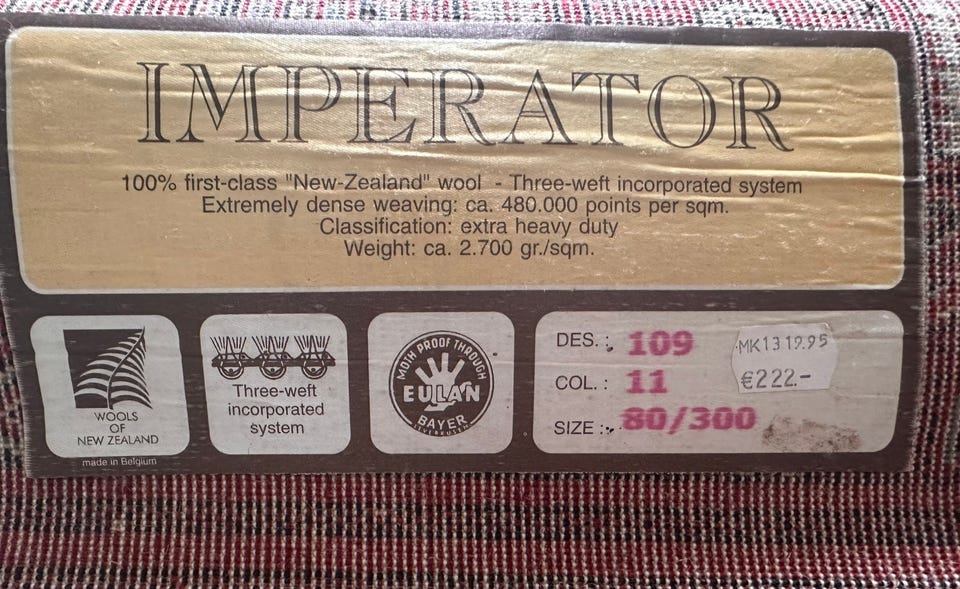 IMPERATOR
100% first-class "New-Zealand" wool - Three-weft incorporated system
Extremely dense weaving: ca. 480.000 points per sqm.
Classification: extra heavy duty
Weight: ca. 2.700 gr./sqm.
WOOLS
OF
NEW ZEALAND
made in Belgium
Three-weft
incorporated
system
MOTH PROOF THROUGH
EULAN
BAYER
LEVERKUSEN
DES. : 109
COL. : 11
SIZE : 80/300
€222.-